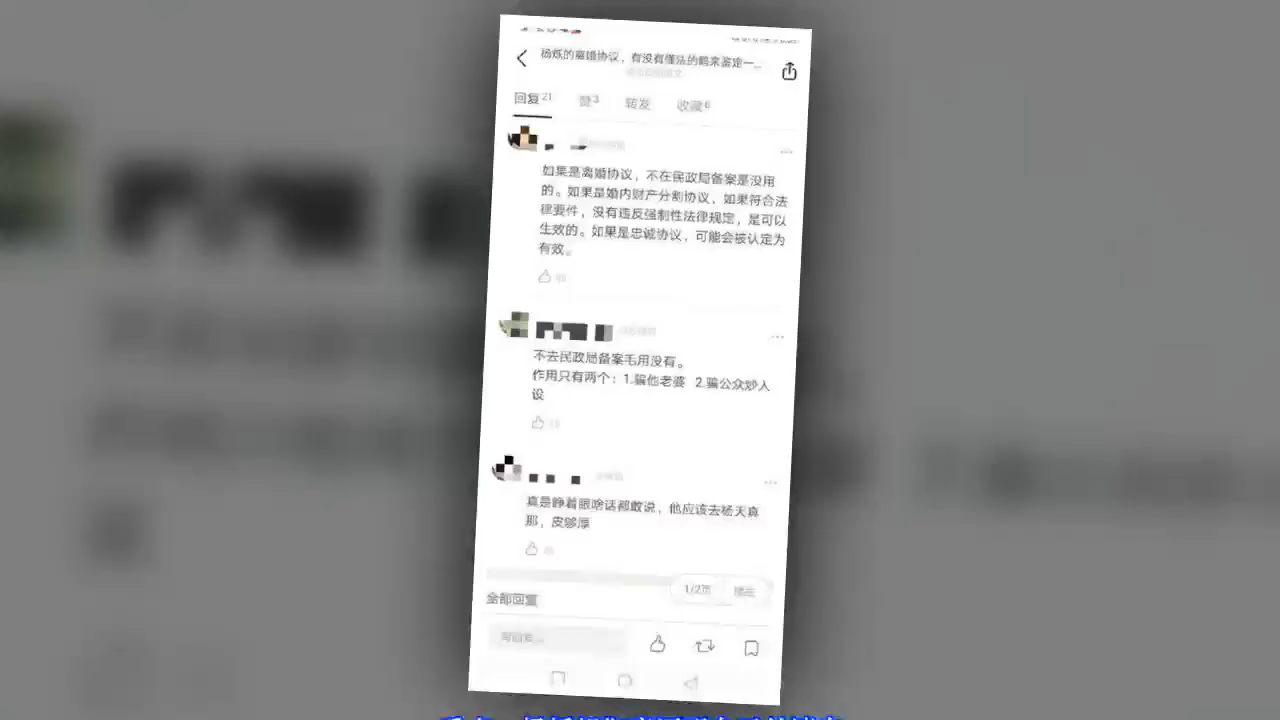 杨烁的离婚协议，有没有懂法的鹅来鉴定一...
回复 21
赞 3
转发
收藏 6
如果是离婚协议，不在民政局备案是没用
的。如果是婚内财产分割协议，如果符合法
律要件，没有违反强制性法律规定，是可以
生效的。如果是忠诚协议，可能会被认定为
有效。
不去民政局备案毛用没有。
作用只有两个：1.骗他老婆 2.骗公众炒人
设
真是睁着眼啥话都敢说，他应该去杨天真
那，皮够厚
1/2页
全部回复